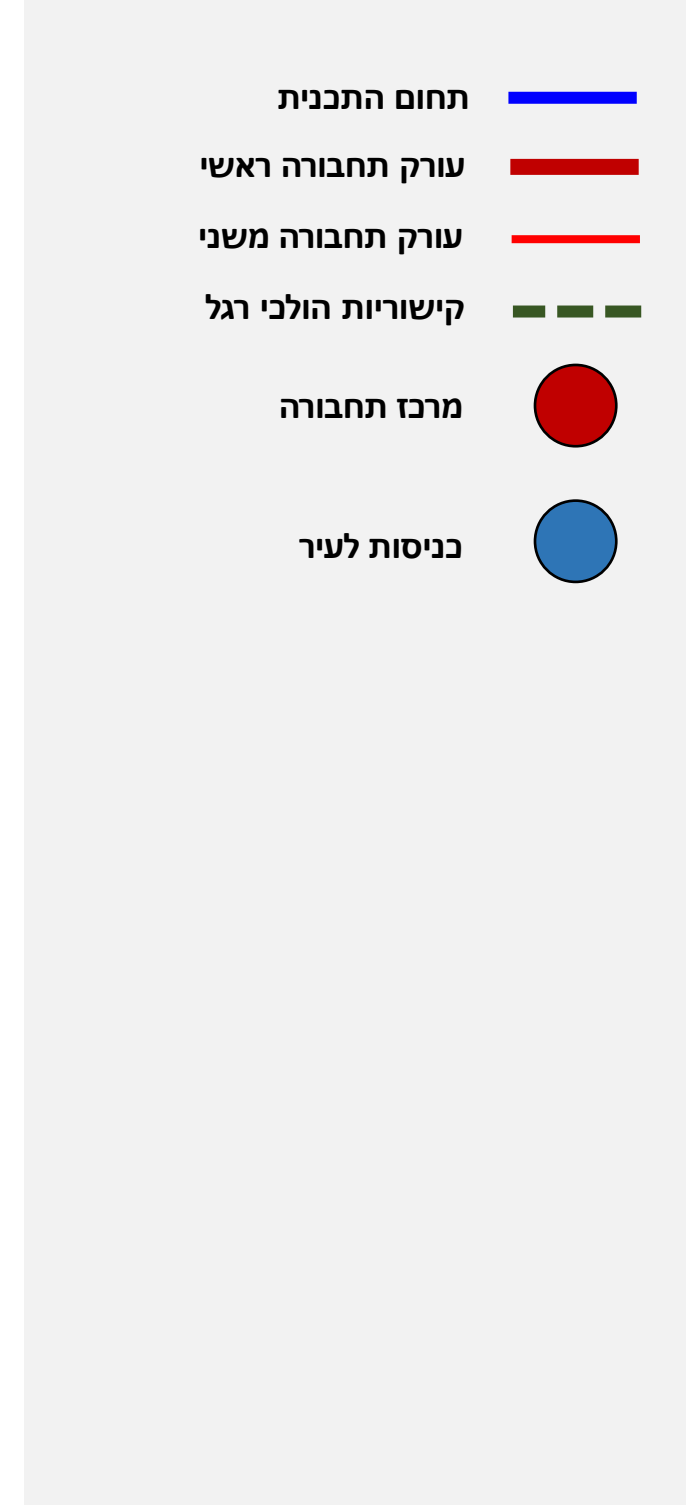 תחום התכנית
עורק תחבורה ראשי
עורק תחבורה משני
קישוריות הולכי רגל
מרכז תחבורה
כניסות לעיר